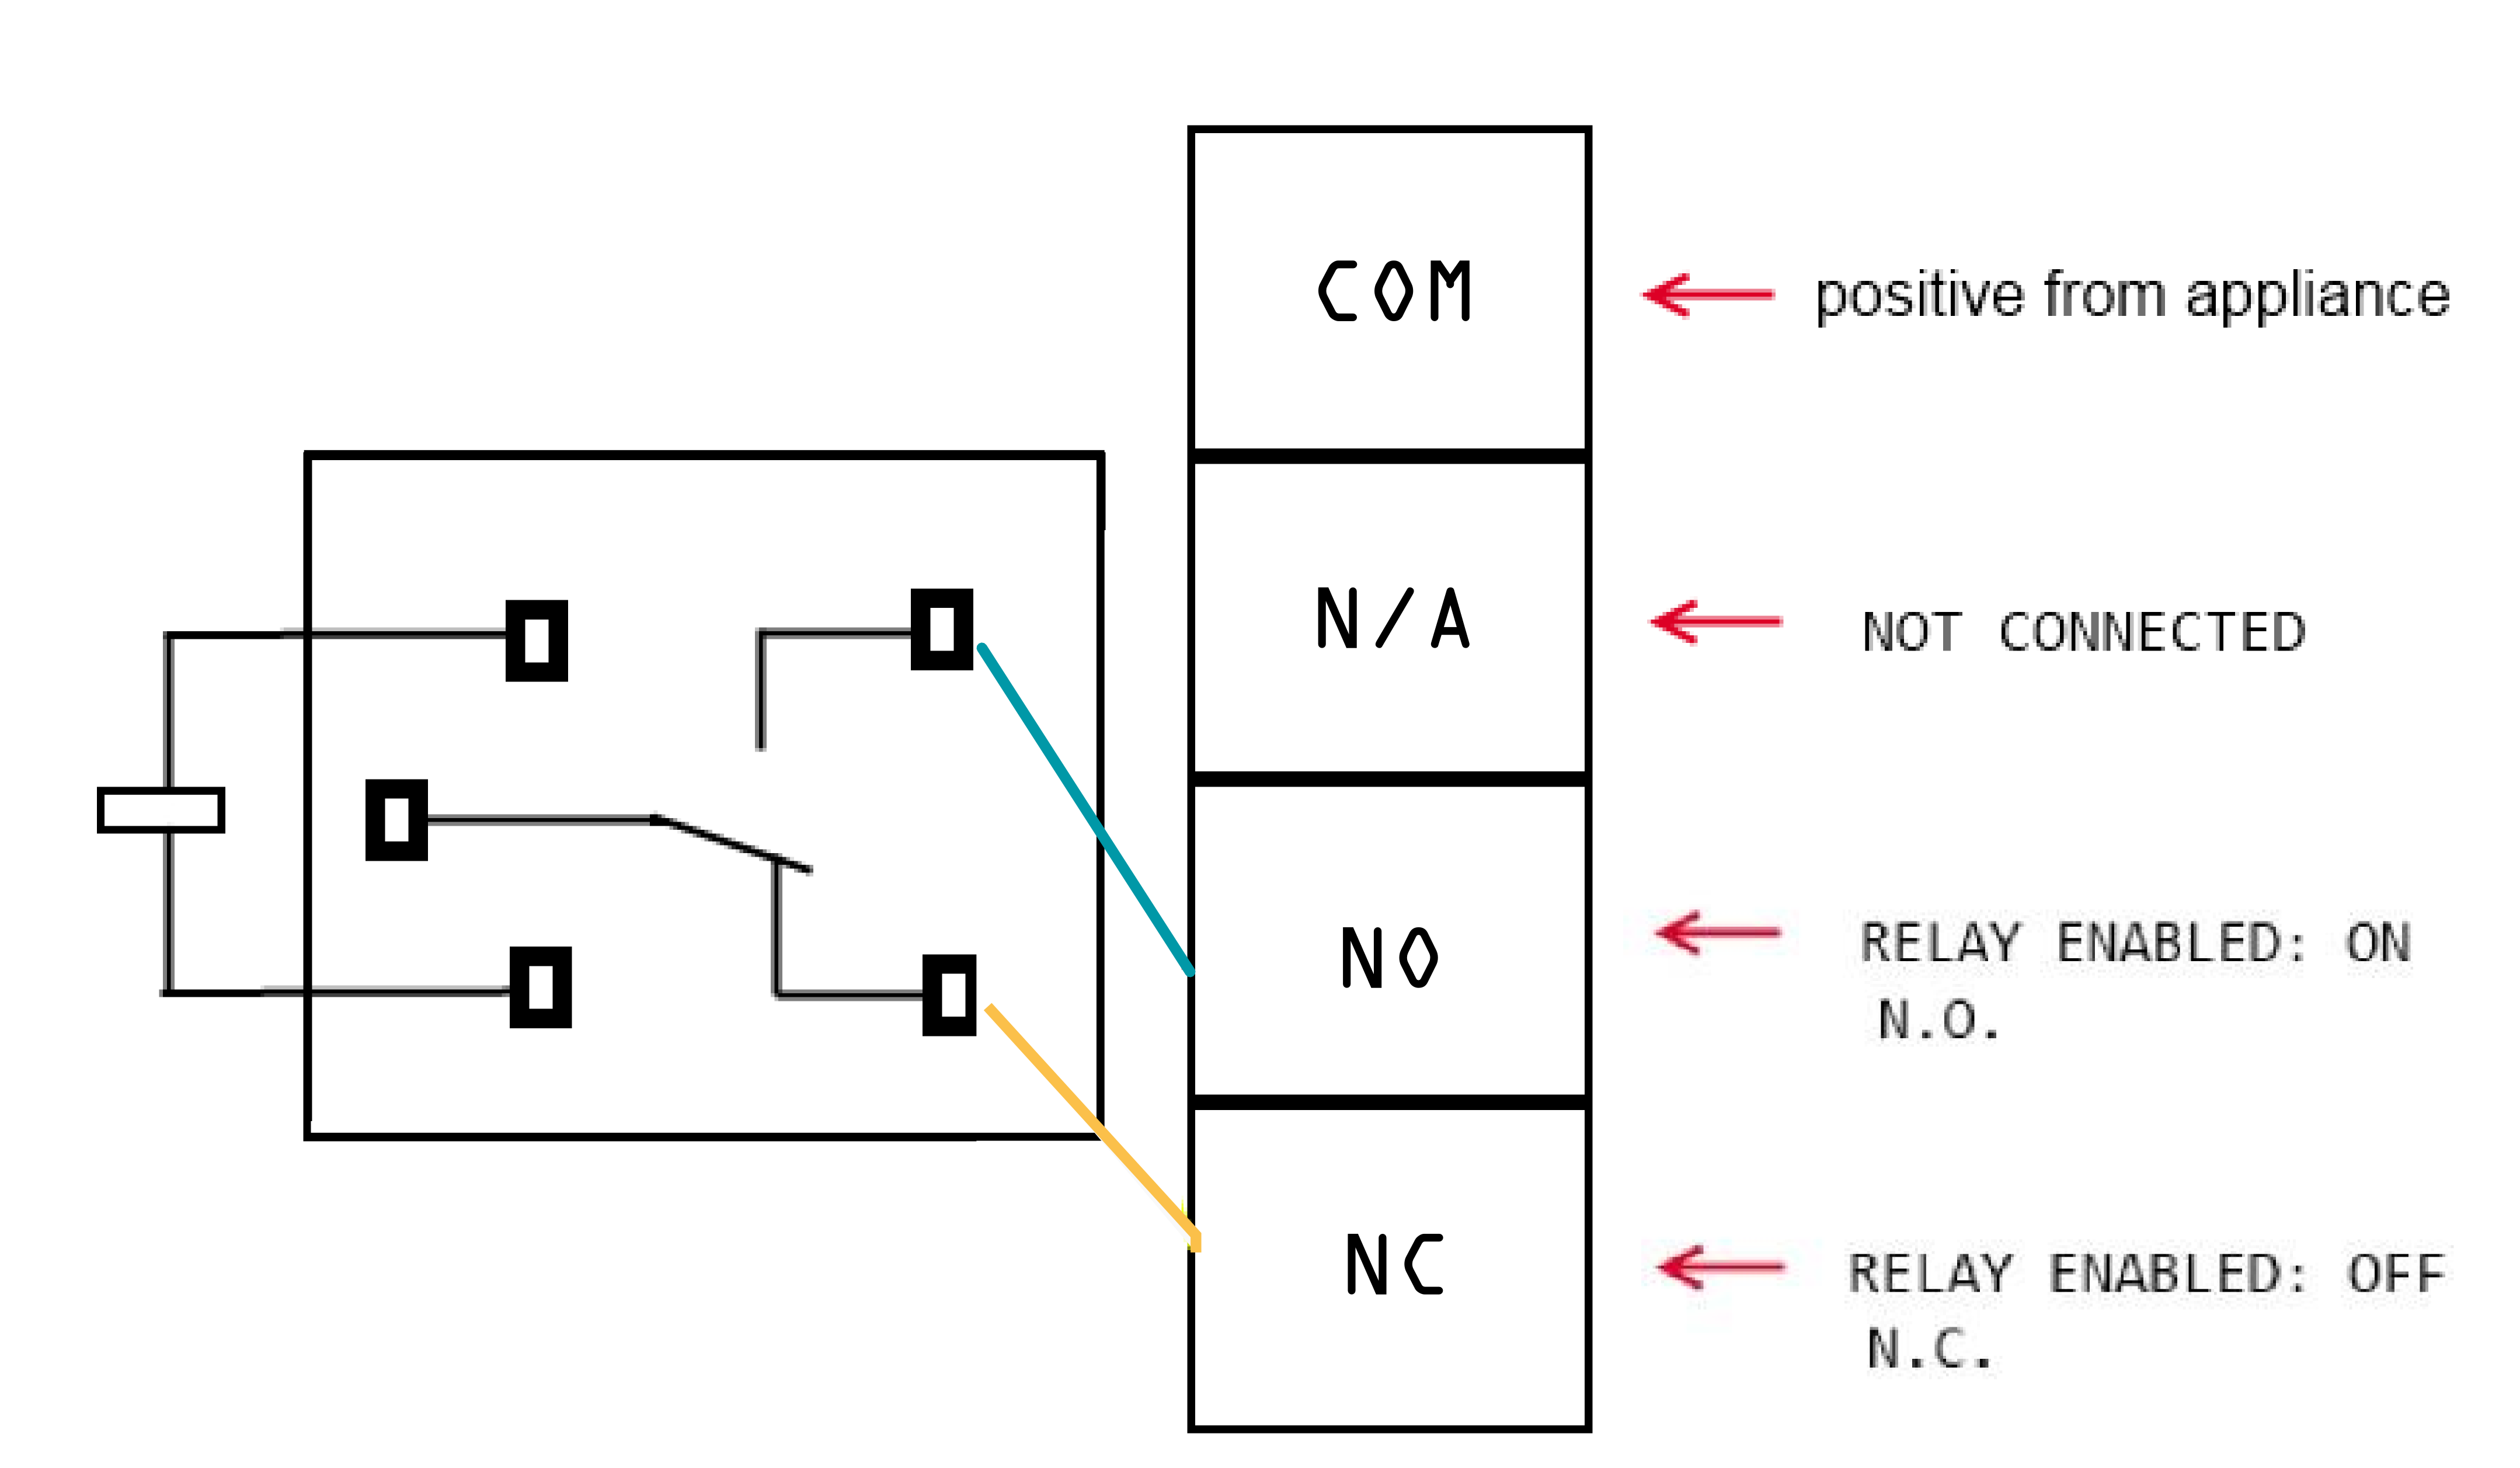 COM
positive from appliance
N/A
NOT CONNECTED
NO
RELAY ENABLED: ON
N.O.
NC
RELAY ENABLED: OFF
N.C.